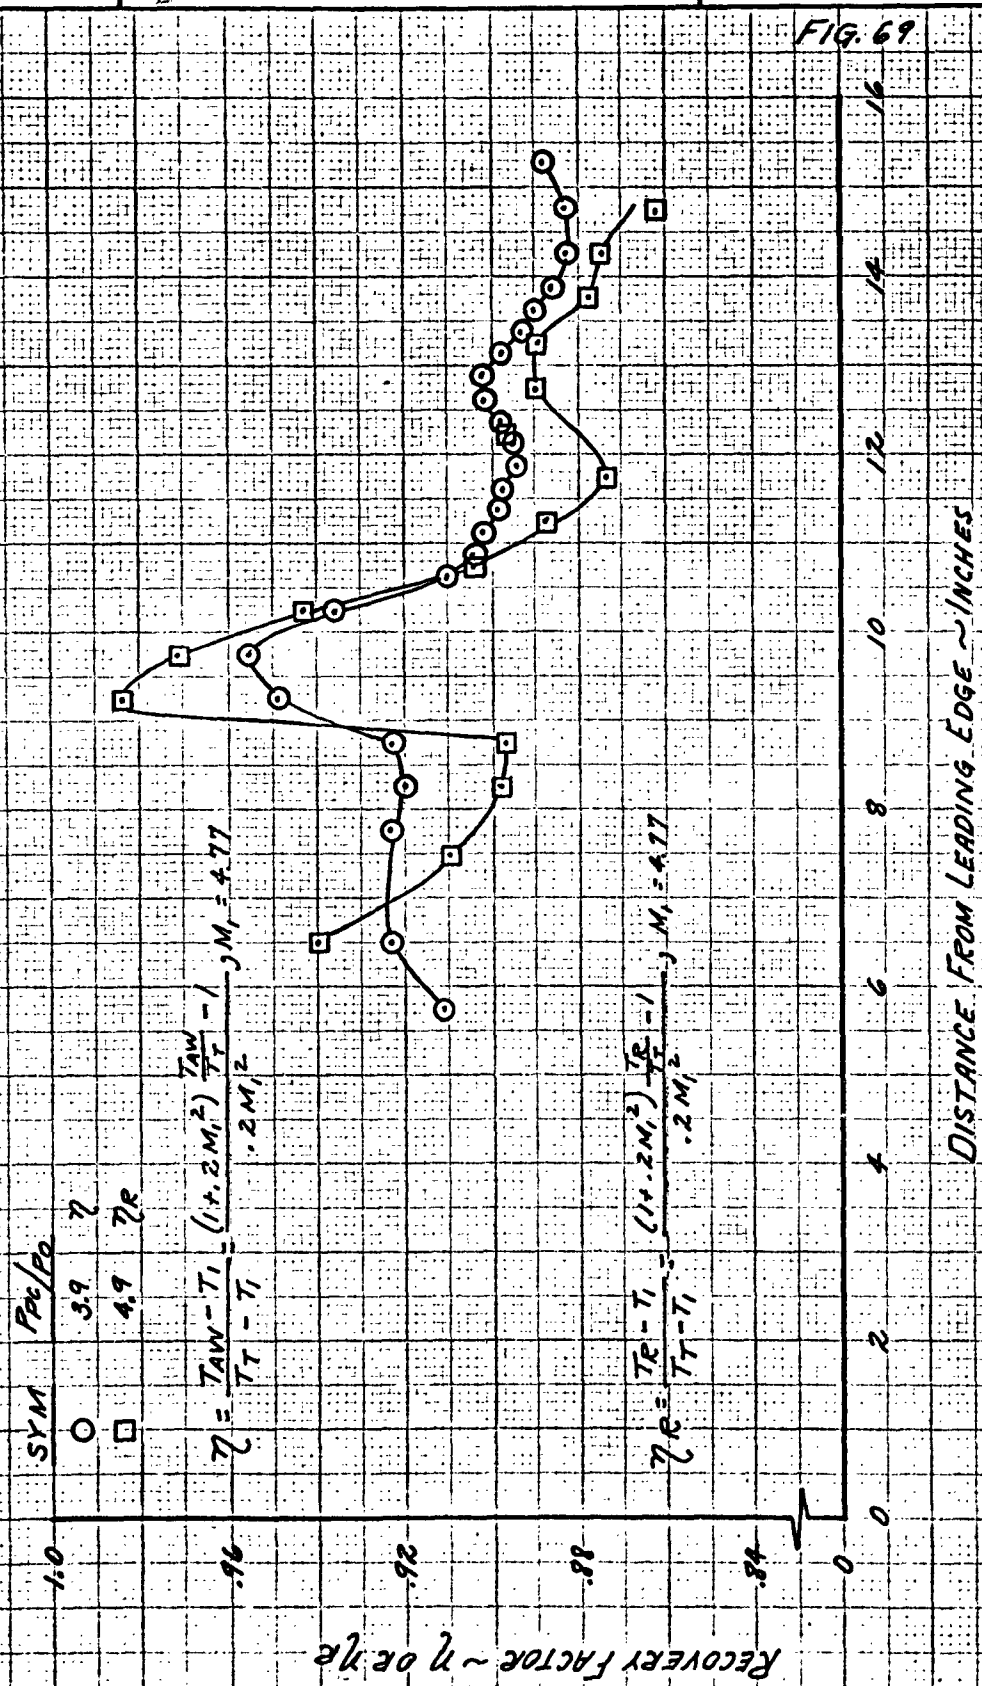 FIG. 69
SYM Ppc/po
○ 3.9 η
□ 4.9 ηR
η = (TAW - T1)/(TT - T1) = ((1+.2M1²) TAW/TT - 1)/(.2M1²) , M1 = 4.77
ηR = (TR - T1)/(TT - T1) = ((1+.2M1²) TR/TT - 1)/(.2M1²) , M1 = 4.77
RECOVERY FACTOR ~ η OR ηR
1.0
.96
.92
.88
.84
0
0 2 4 6 8 10 12 14 16
DISTANCE FROM LEADING EDGE ~ INCHES